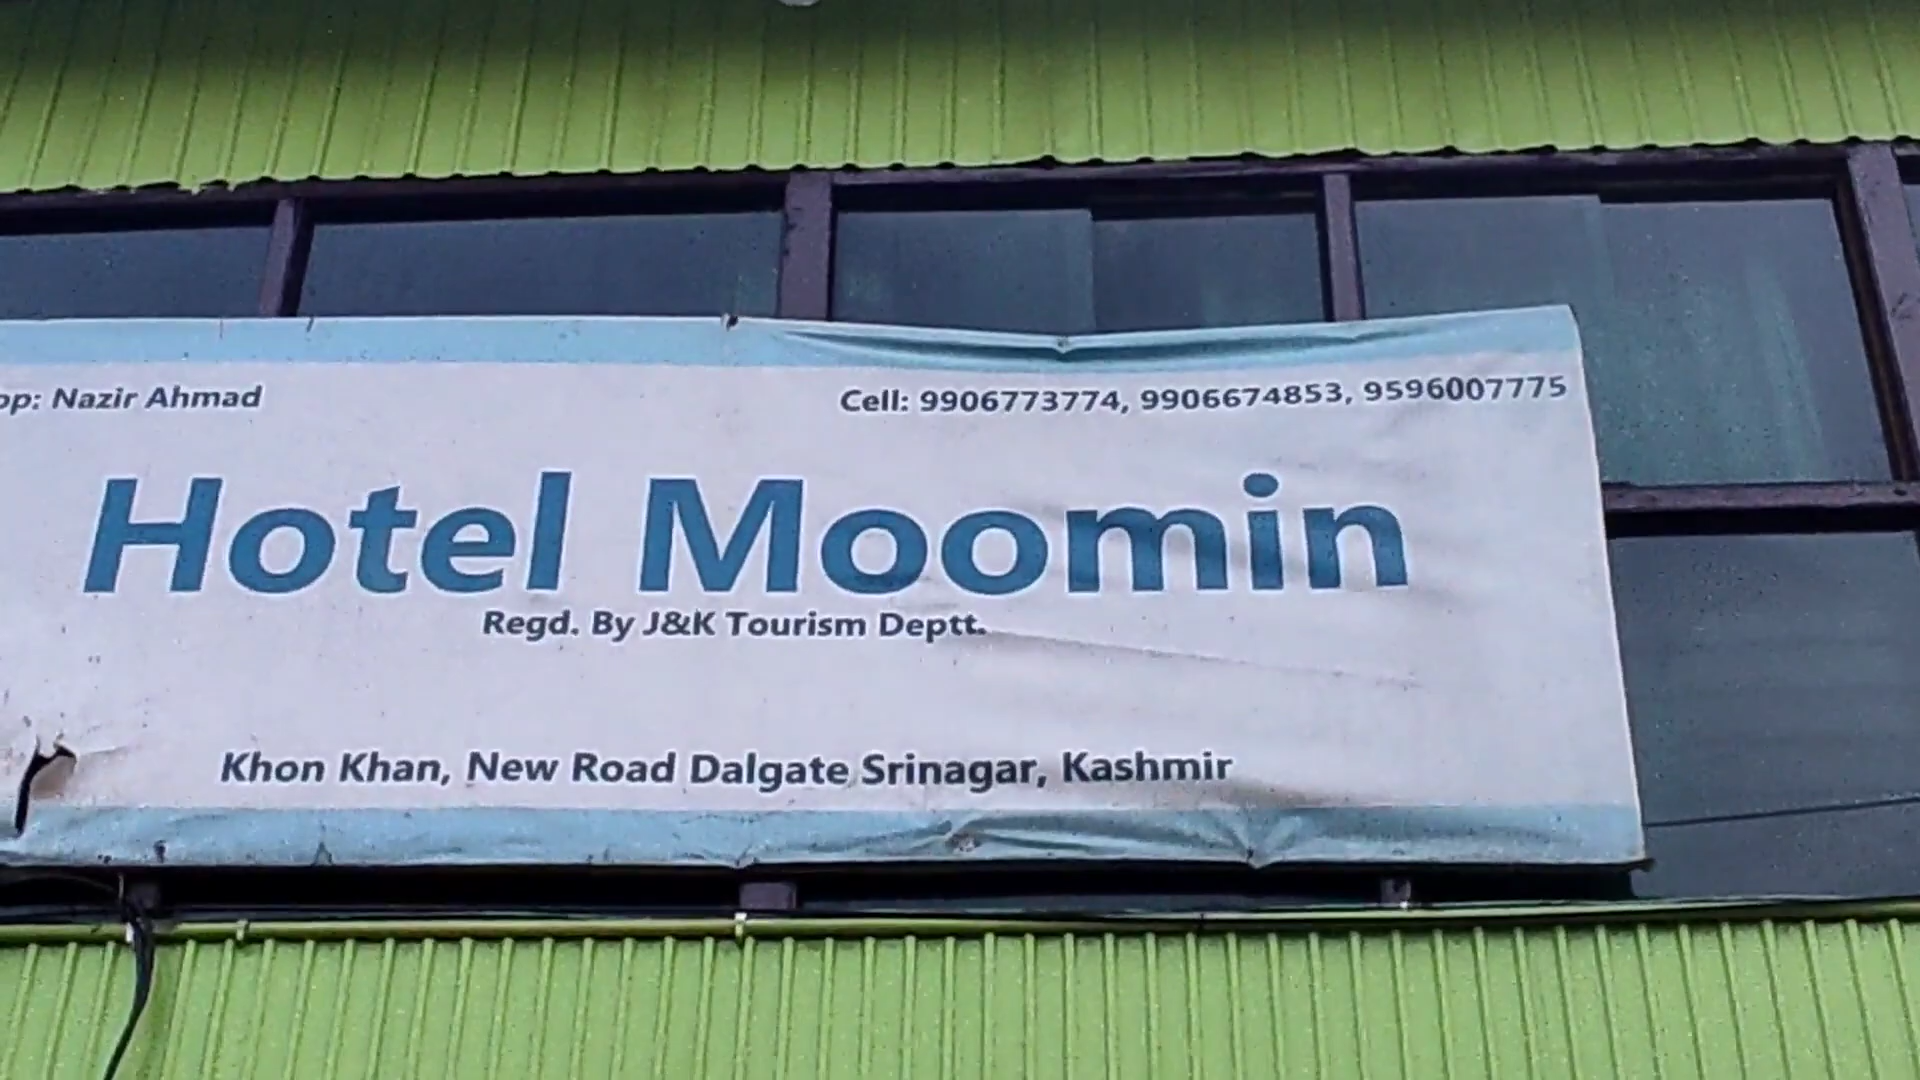 op: Nazir Ahmad
Cell: 9906773774, 9906674853, 9596007775
Hotel Moomin
Regd. By J&K Tourism Deptt.
Khon Khan, New Road Dalgate Srinagar, Kashmir